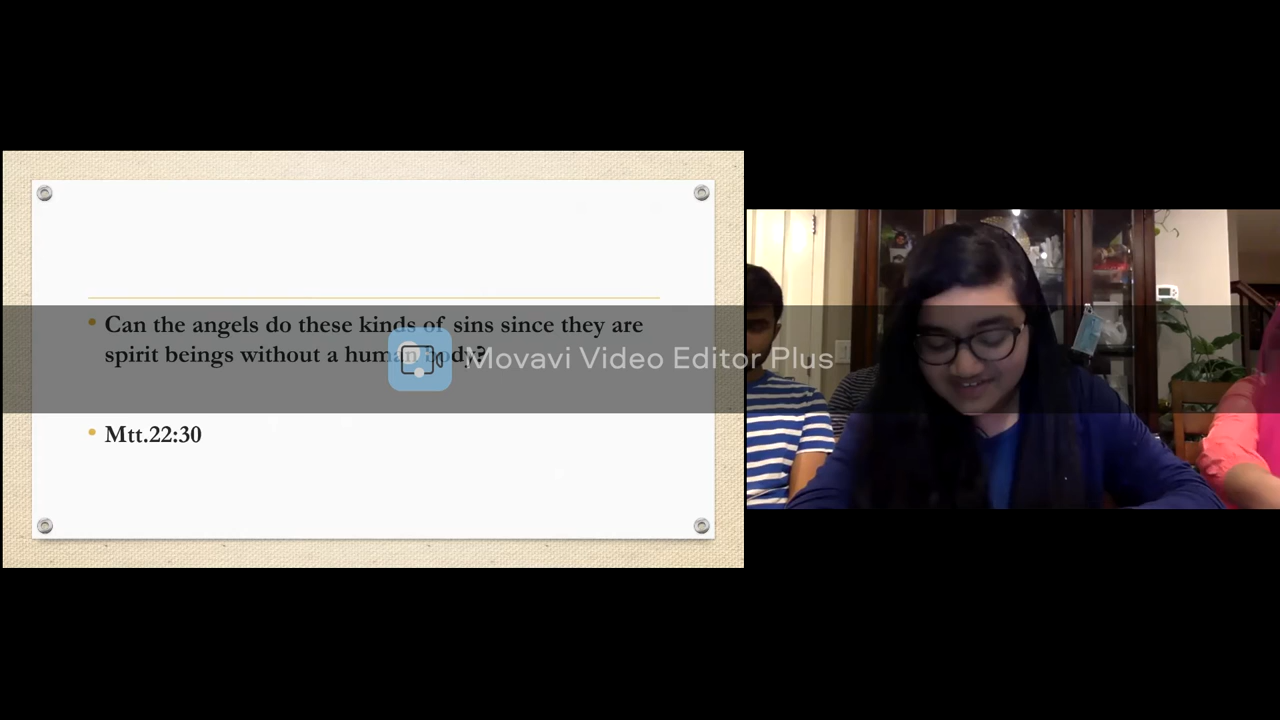 Can the angels do these kinds of sins since they are
spirit beings without a human body?
Movavi Video Editor Plus
Mtt.22:30